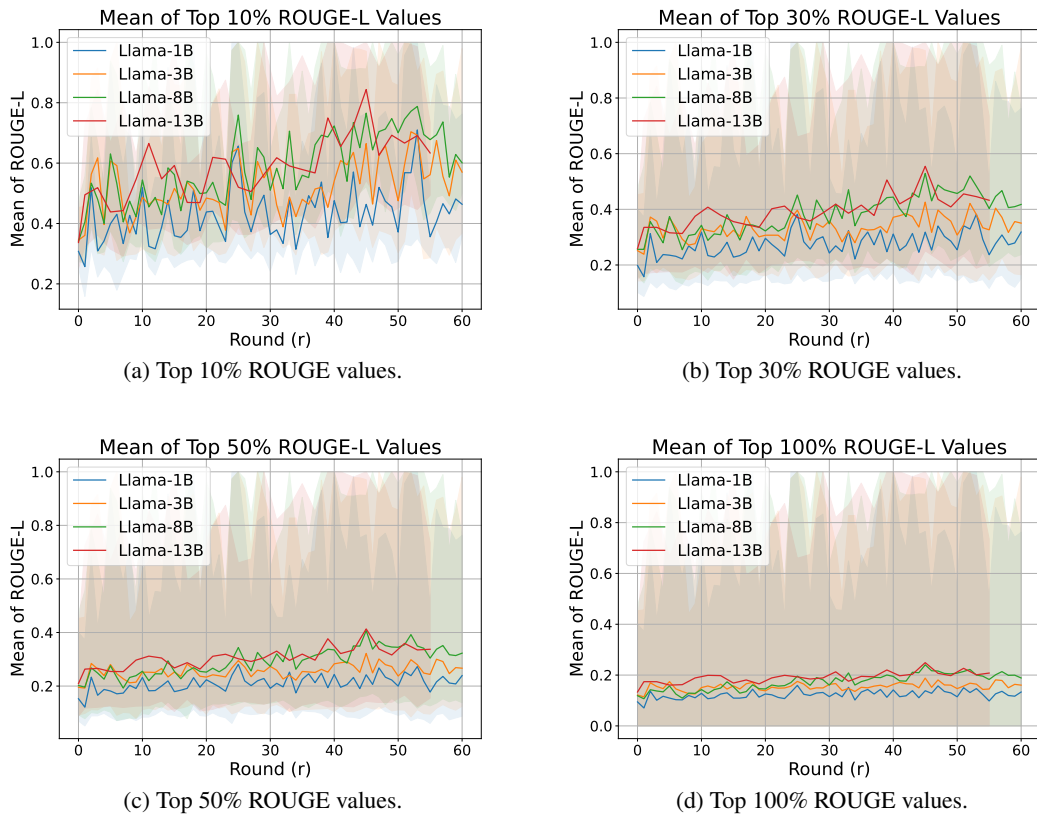 Mean of Top 10% ROUGE-L Values
Mean of ROUGE-L
1.0
0.8
0.6
0.4
0.2
Llama-1B
Llama-3B
Llama-8B
Llama-13B
0 10 20 30 40 50 60
Round (r)
(a) Top 10% ROUGE values.
Mean of Top 30% ROUGE-L Values
Mean of ROUGE-L
1.0
0.8
0.6
0.4
0.2
Llama-1B
Llama-3B
Llama-8B
Llama-13B
0 10 20 30 40 50 60
Round (r)
(b) Top 30% ROUGE values.
Mean of Top 50% ROUGE-L Values
Mean of ROUGE-L
1.0
0.8
0.6
0.4
0.2
Llama-1B
Llama-3B
Llama-8B
Llama-13B
0 10 20 30 40 50 60
Round (r)
(c) Top 50% ROUGE values.
Mean of Top 100% ROUGE-L Values
Mean of ROUGE-L
1.0
0.8
0.6
0.4
0.2
0.0
Llama-1B
Llama-3B
Llama-8B
Llama-13B
0 10 20 30 40 50 60
Round (r)
(d) Top 100% ROUGE values.